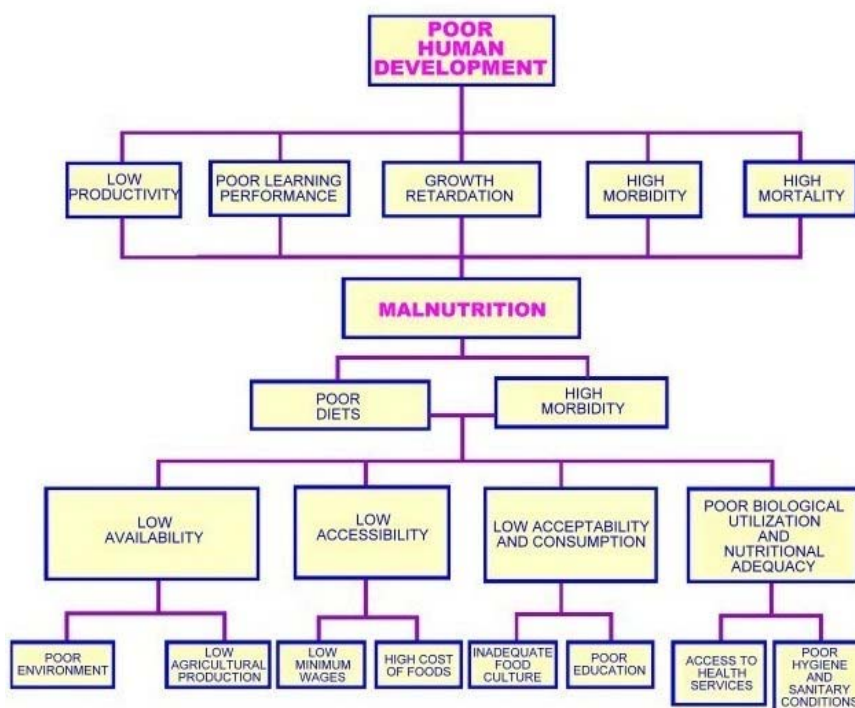 POOR
HUMAN
DEVELOPMENT
LOW
PRODUCTIVITY
POOR LEARNING
PERFORMANCE
GROWTH
RETARDATION
HIGH
MORBIDITY
HIGH
MORTALITY
MALNUTRITION
POOR
DIETS
HIGH
MORBIDITY
LOW
AVAILABILITY
LOW
ACCESSIBILITY
LOW ACCEPTABILITY
AND CONSUMPTION
POOR BIOLOGICAL
UTILIZATION
AND
NUTRITIONAL
ADEQUACY
POOR
ENVIRONMENT
LOW
AGRICULTURAL
PRODUCTION
LOW
MINIMUM
WAGES
HIGH COST
OF FOODS
INADEQUATE
FOOD
CULTURE
POOR
EDUCATION
ACCESS TO
HEALTH
SERVICES
POOR
HYGIENE
AND
SANITARY
CONDITIONS